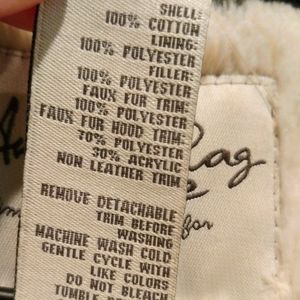 SHELL:
100% COTTON
LINING:
100% POLYESTER
FILLER:
100% POLYESTER
FAUX FUR TRIM:
100% POLYESTER
FAUX FUR HOOD TRIM:
70% POLYESTER
30% ACRYLIC
NON LEATHER TRIM
REMOVE DETACHABLE
TRIM BEFORE
WASHING
MACHINE WASH COLD
GENTLE CYCLE WITH
LIKE COLORS
DO NOT BLEACH
TUMBLE
Rag
for